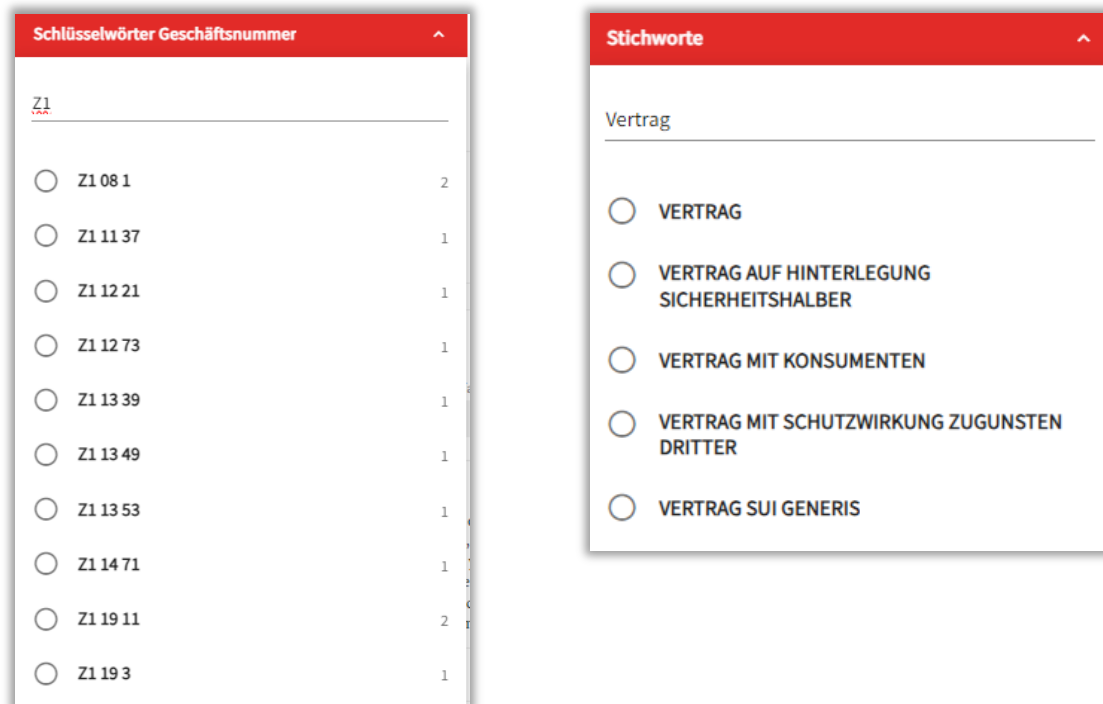 Schlüsselwörter Geschäftsnummer
Z1
Z1 08 1 2
Z1 11 37 1
Z1 12 21 1
Z1 12 73 1
Z1 13 39 1
Z1 13 49 1
Z1 13 53 1
Z1 14 71 1
Z1 19 11 2
Z1 19 3 1
Stichworte
Vertrag
VERTRAG
VERTRAG AUF HINTERLEGUNG
SICHERHEITSHALBER
VERTRAG MIT KONSUMENTEN
VERTRAG MIT SCHUTZWIRKUNG ZUGUNSTEN
DRITTER
VERTRAG SUI GENERIS